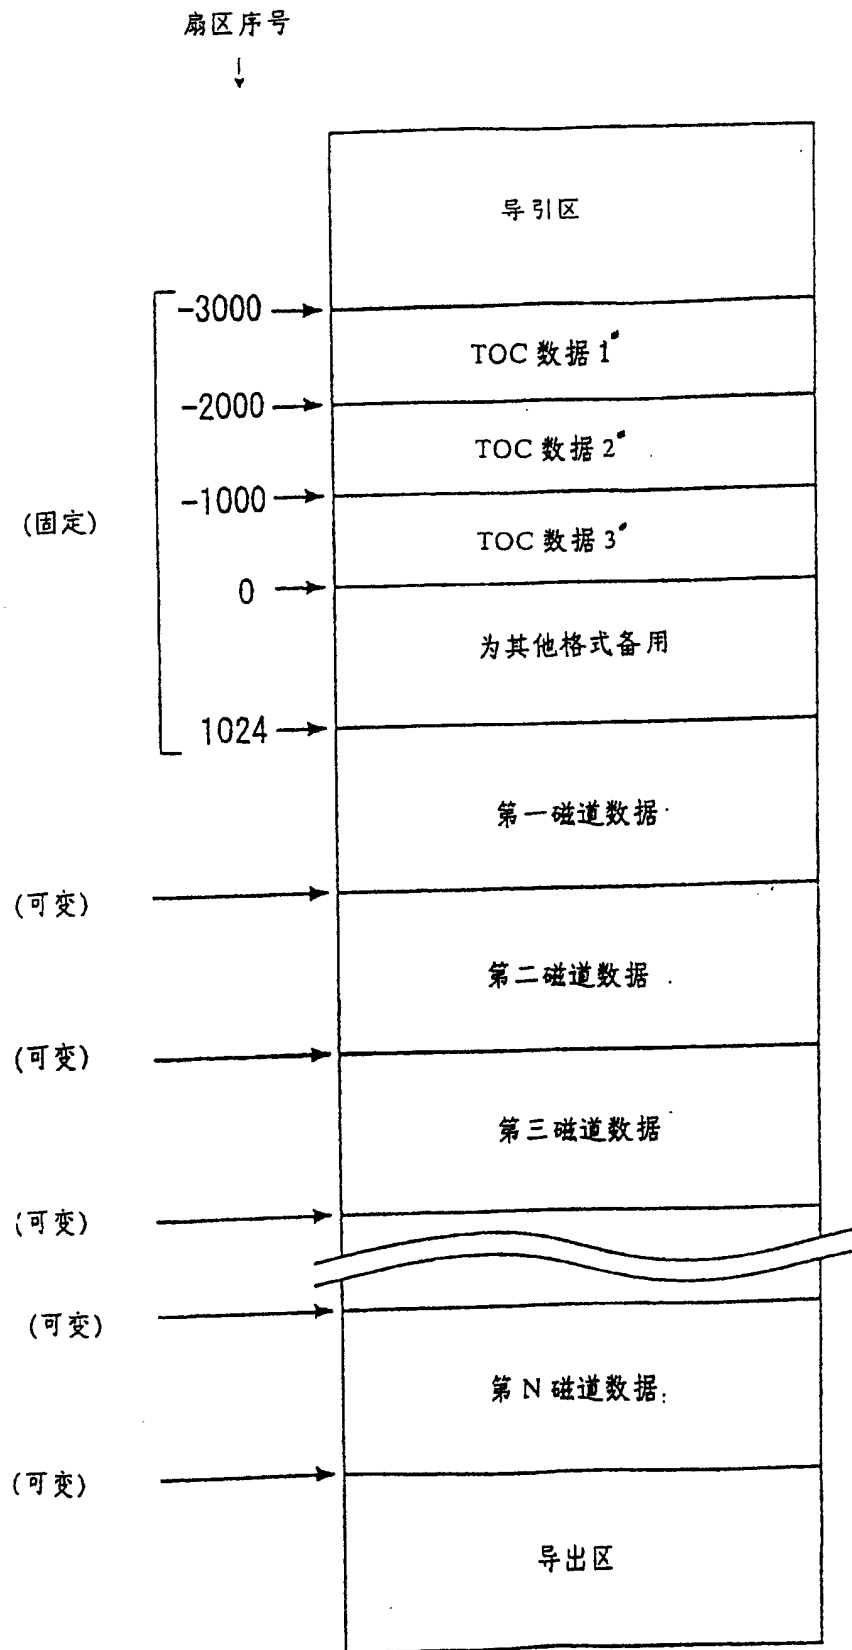 扇区序号
导引区
-3000
TOC 数据 1*
-2000
TOC 数据 2*
-1000
(固定)
TOC 数据 3*
0
为其他格式备用
1024
第一磁道数据
(可变)
第二磁道数据
(可变)
第三磁道数据
(可变)
(可变)
第 N 磁道数据
(可变)
导出区